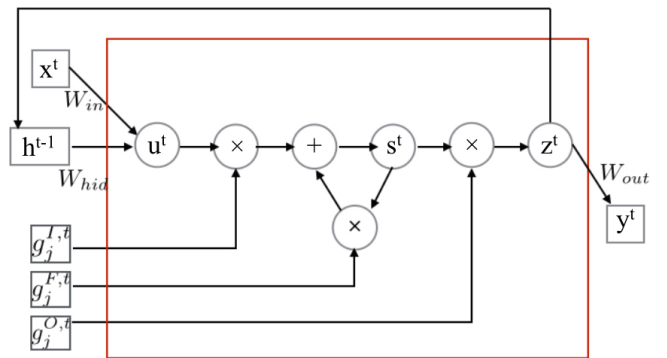 x^t
W_in
h^t-1
W_hid
u^t
×
+
s^t
×
z^t
W_out
y^t
×
g_j^I,t
g_j^F,t
g_j^O,t